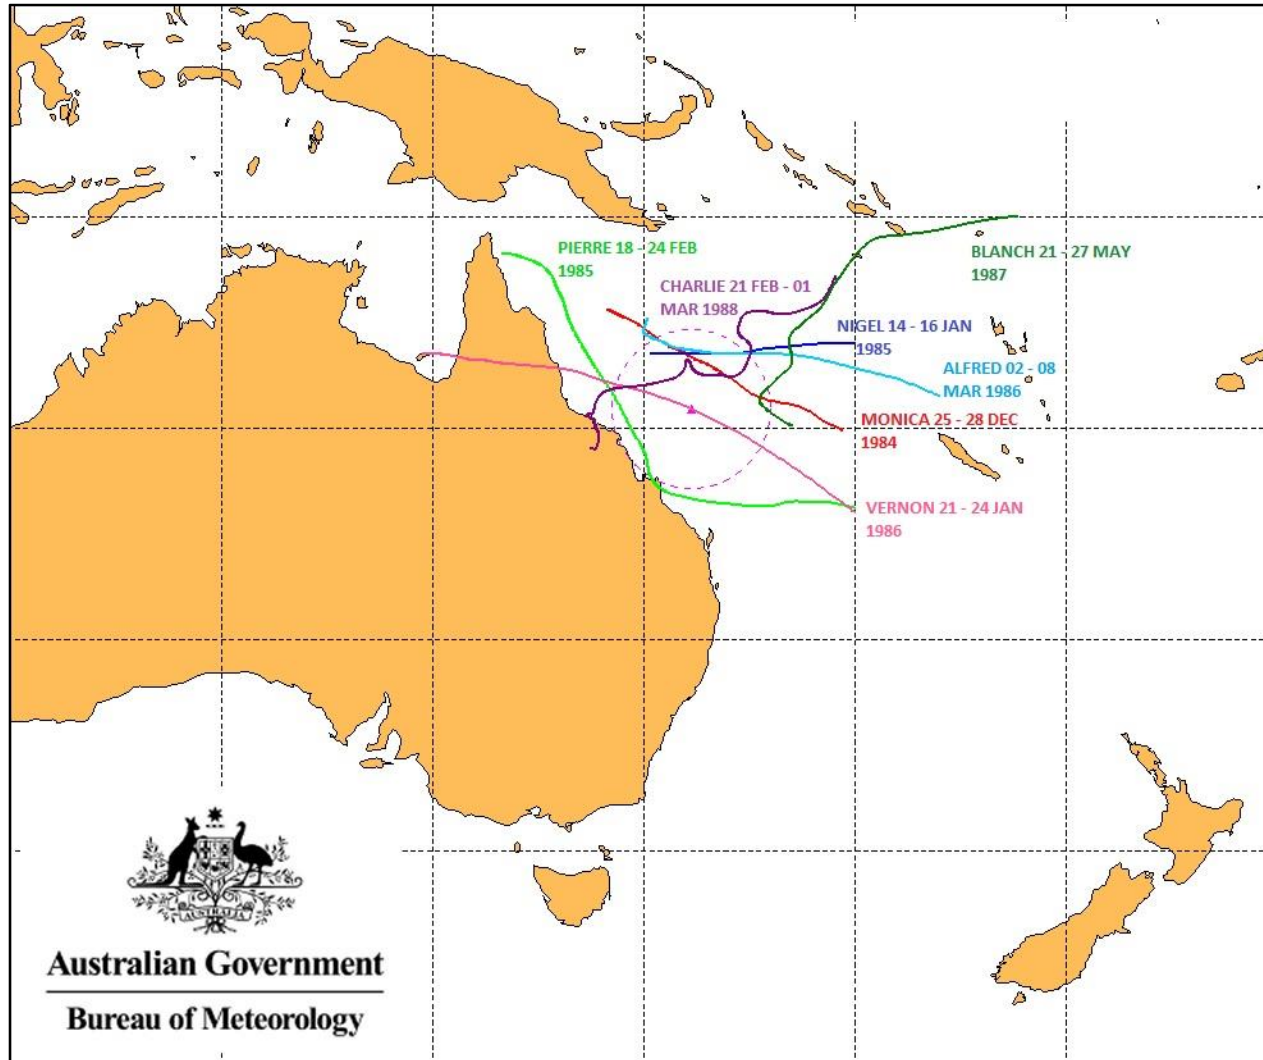 PIERRE 18 - 24 FEB
1985
BLANCH 21 - 27 MAY
1987
CHARLIE 21 FEB - 01
MAR 1988
NIGEL 14 - 16 JAN
1985
ALFRED 02 - 08
MAR 1986
MONICA 25 - 28 DEC
1984
VERNON 21 - 24 JAN
1986
AUSTRALIA
Australian Government
Bureau of Meteorology